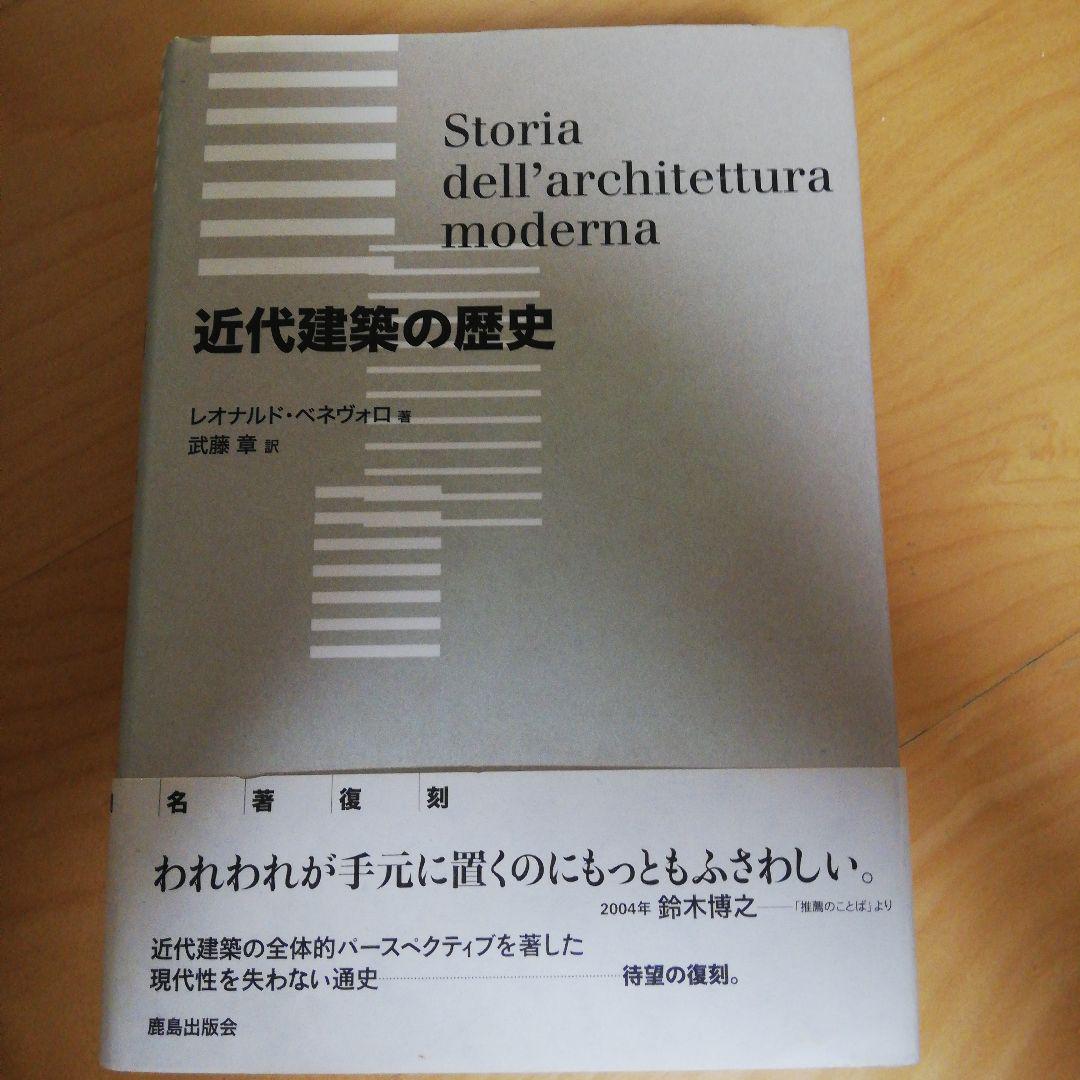 Storia
dell’architettura
moderna
近代建築の歴史
レオナルド・ベネヴォロ 著
武藤 章 訳
名著復刻
われわれが手元に置くのにもっともふさわしい。
2004年 鈴木博之――「推薦のことば」より
近代建築の全体的パースペクティブを著した
現代性を失わない通史……………………待望の復刻。
鹿島出版会